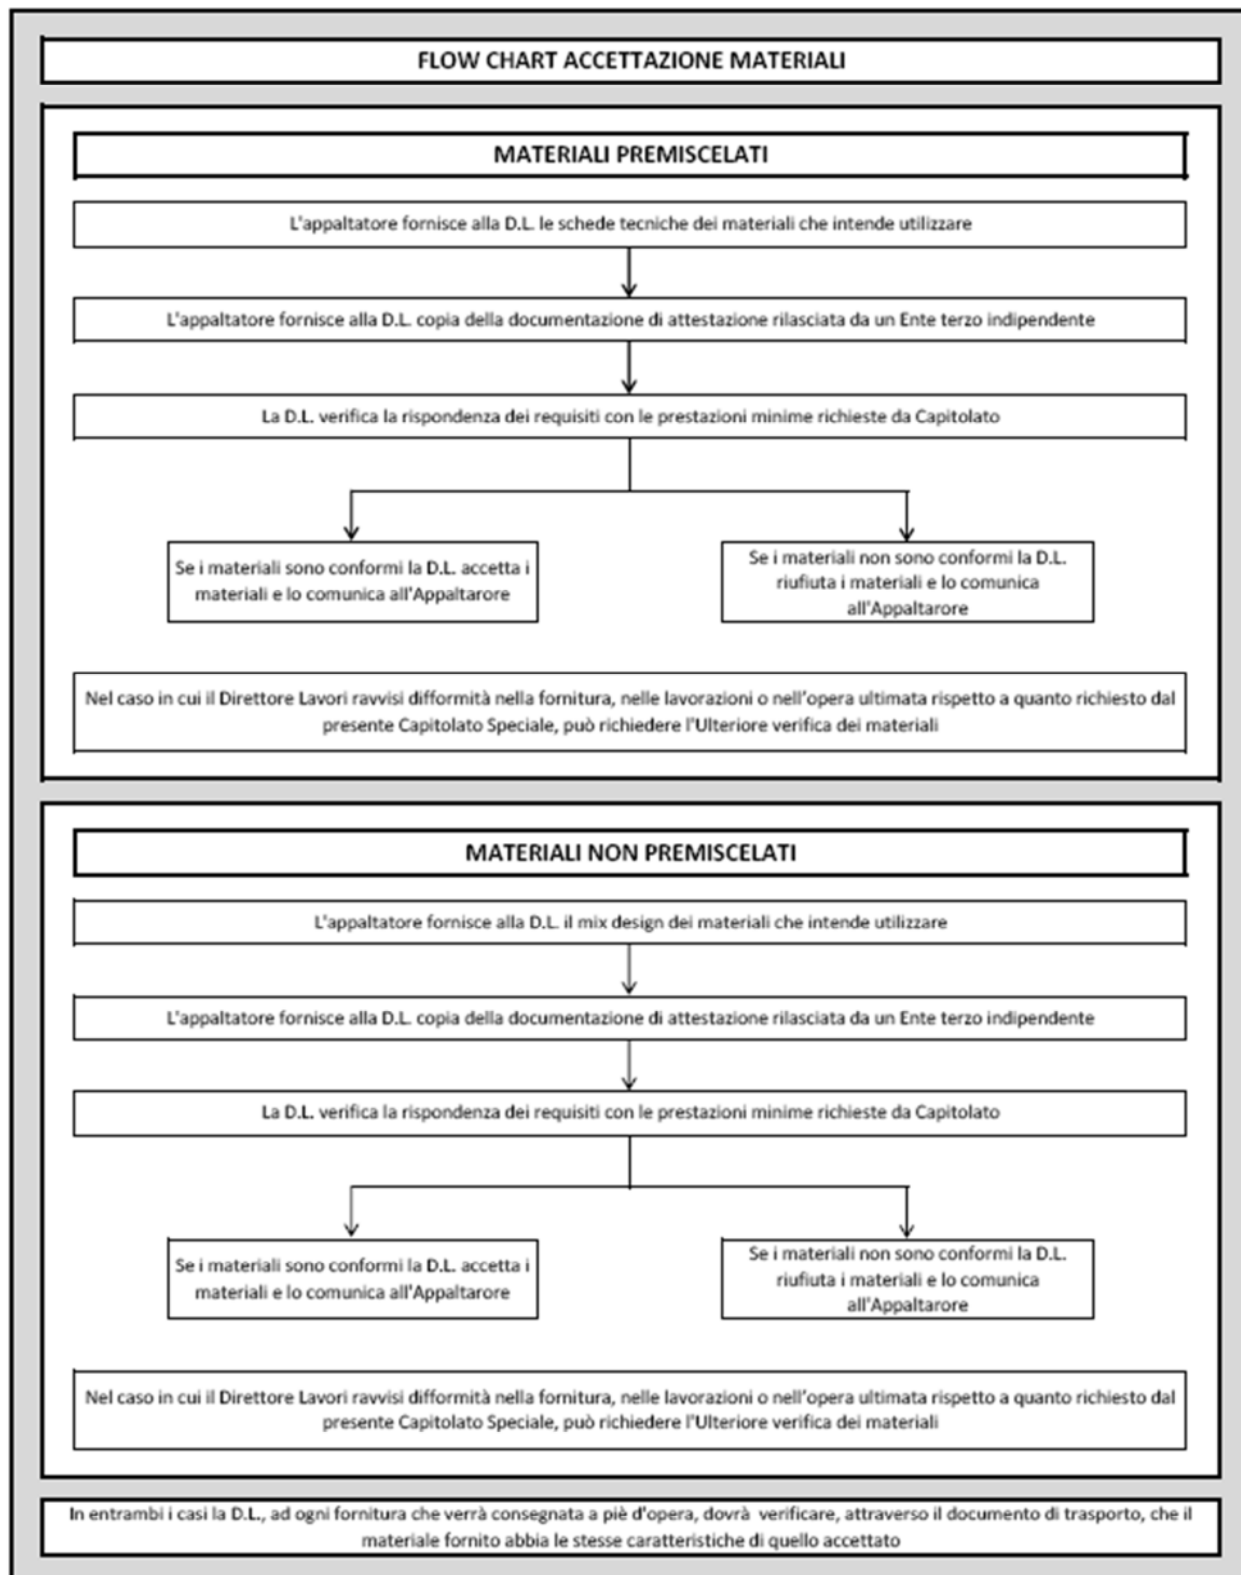 FLOW CHART ACCETTAZIONE MATERIALI
MATERIALI PREMISCELATI
L'appaltatore fornisce alla D.L. le schede tecniche dei materiali che intende utilizzare
L'appaltatore fornisce alla D.L. copia della documentazione di attestazione rilasciata da un Ente terzo indipendente
La D.L. verifica la rispondenza dei requisiti con le prestazioni minime richieste da Capitolato
Se i materiali sono conformi la D.L. accetta i
materiali e lo comunica all'Appaltarore
Se i materiali non sono conformi la D.L.
riufiuta i materiali e lo comunica
all'Appaltarore
Nel caso in cui il Direttore Lavori ravvisi difformità nella fornitura, nelle lavorazioni o nell'opera ultimata rispetto a quanto richiesto dal
presente Capitolato Speciale, può richiedere l'Ulteriore verifica dei materiali
MATERIALI NON PREMISCELATI
L'appaltatore fornisce alla D.L. il mix design dei materiali che intende utilizzare
L'appaltatore fornisce alla D.L. copia della documentazione di attestazione rilasciata da un Ente terzo indipendente
La D.L. verifica la rispondenza dei requisiti con le prestazioni minime richieste da Capitolato
Se i materiali sono conformi la D.L. accetta i
materiali e lo comunica all'Appaltarore
Se i materiali non sono conformi la D.L.
riufiuta i materiali e lo comunica
all'Appaltarore
Nel caso in cui il Direttore Lavori ravvisi difformità nella fornitura, nelle lavorazioni o nell'opera ultimata rispetto a quanto richiesto dal
presente Capitolato Speciale, può richiedere l'Ulteriore verifica dei materiali
In entrambi i casi la D.L., ad ogni fornitura che verrà consegnata a piè d'opera, dovrà verificare, attraverso il documento di trasporto, che il
materiale fornito abbia le stesse caratteristiche di quello accettato